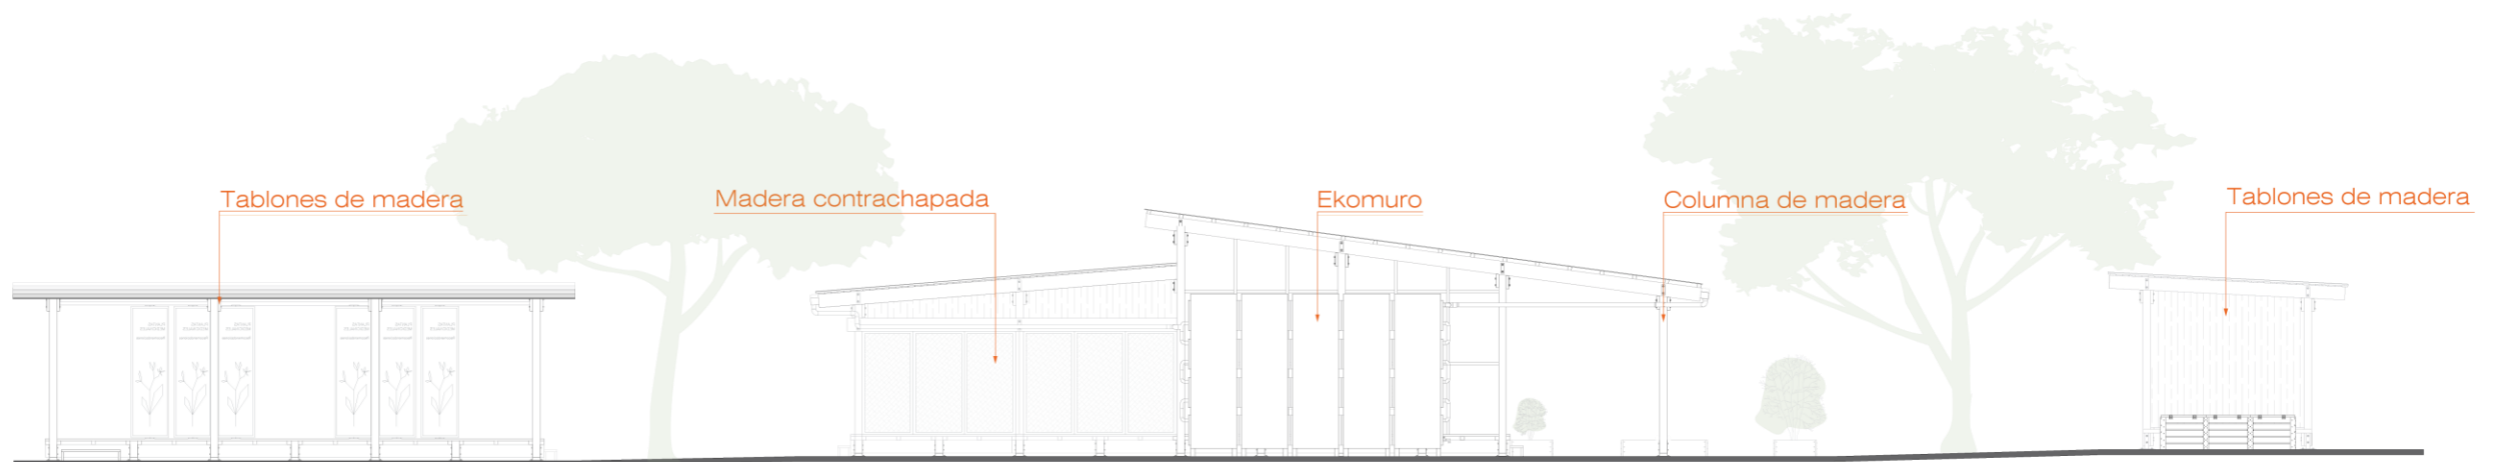 Tablones de madera
Madera contrachapada
Ekomuro
Columna de madera
Tablones de madera